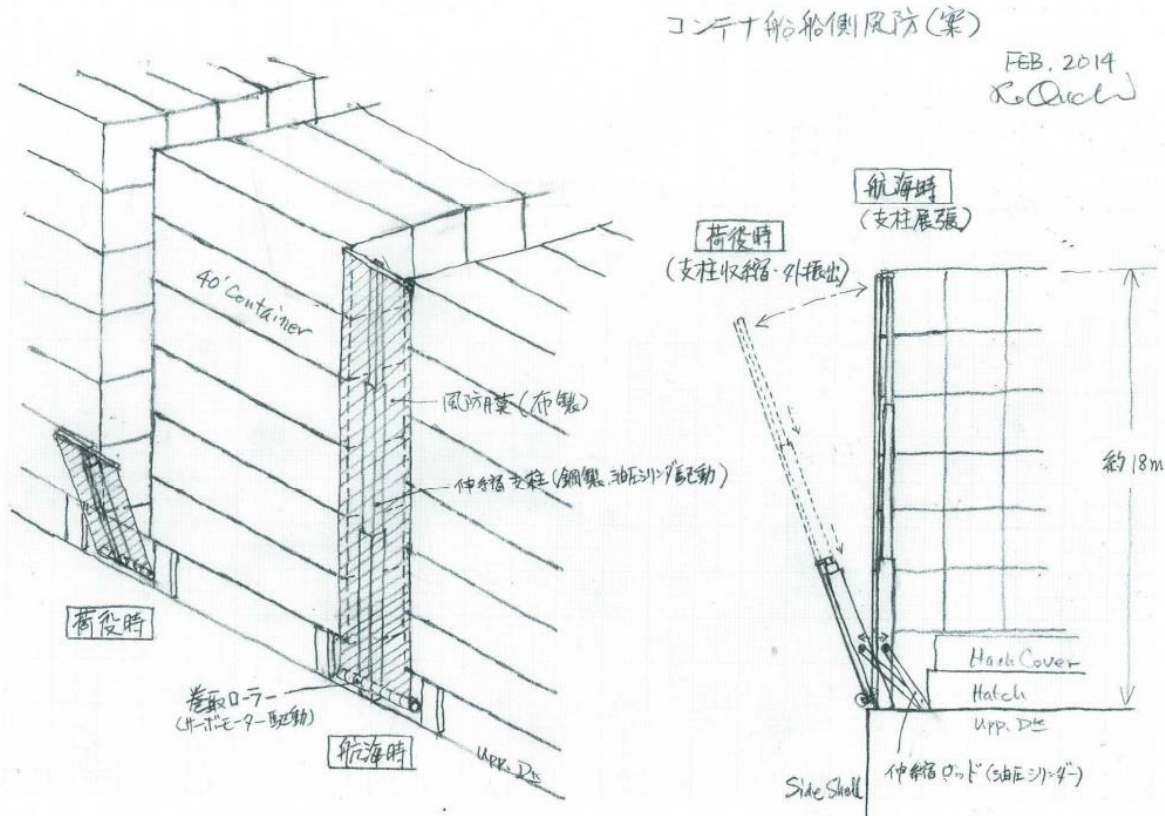 コンテナ船船側風防(案)
FEB. 2014
航海時
(支柱展張)
荷役時
(支柱収縮・外振出)
40' Container
風防膜(布製)
伸縮支柱(鋼製、油圧シリンダ駆動)
約18m
荷役時
巻取ローラー
(サーボモーター駆動)
航海時
Upp. Dk
Hach Cover
Hatch
Upp. Dk
伸縮ロッド(油圧シリンダー)
Side Shell